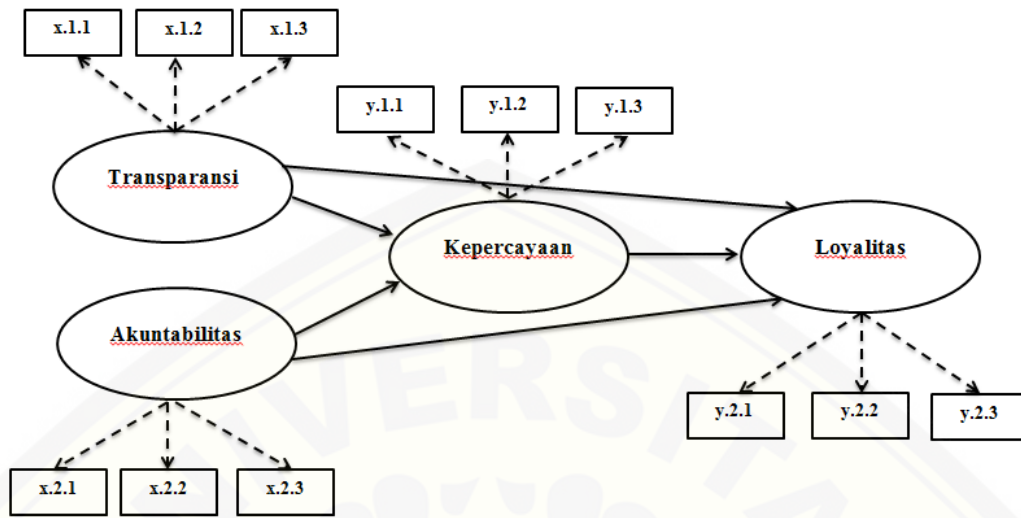 x.1.1
x.1.2
x.1.3
y.1.1
y.1.2
y.1.3
Transparansi
Kepercayaan
Loyalitas
Akuntabilitas
y.2.1
y.2.2
y.2.3
x.2.1
x.2.2
x.2.3